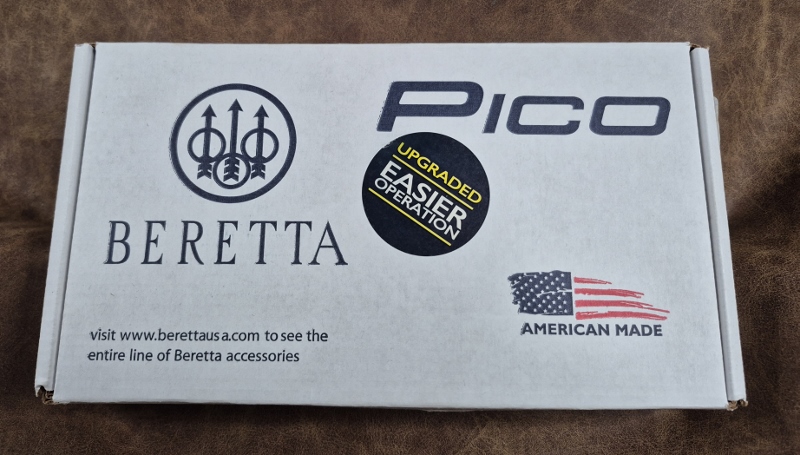 PICO
UPGRADED
EASIER
OPERATION
BERETTA
AMERICAN MADE
visit www.berettausa.com to see the
entire line of Beretta accessories